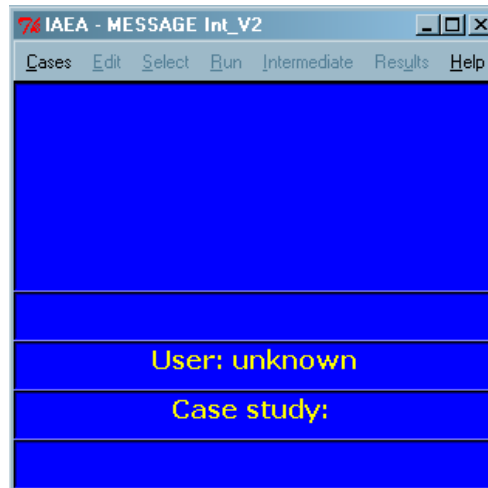 IAEA - MESSAGE Int_V2
Cases Edit Select Run Intermediate Results Help
User: unknown
Case study: